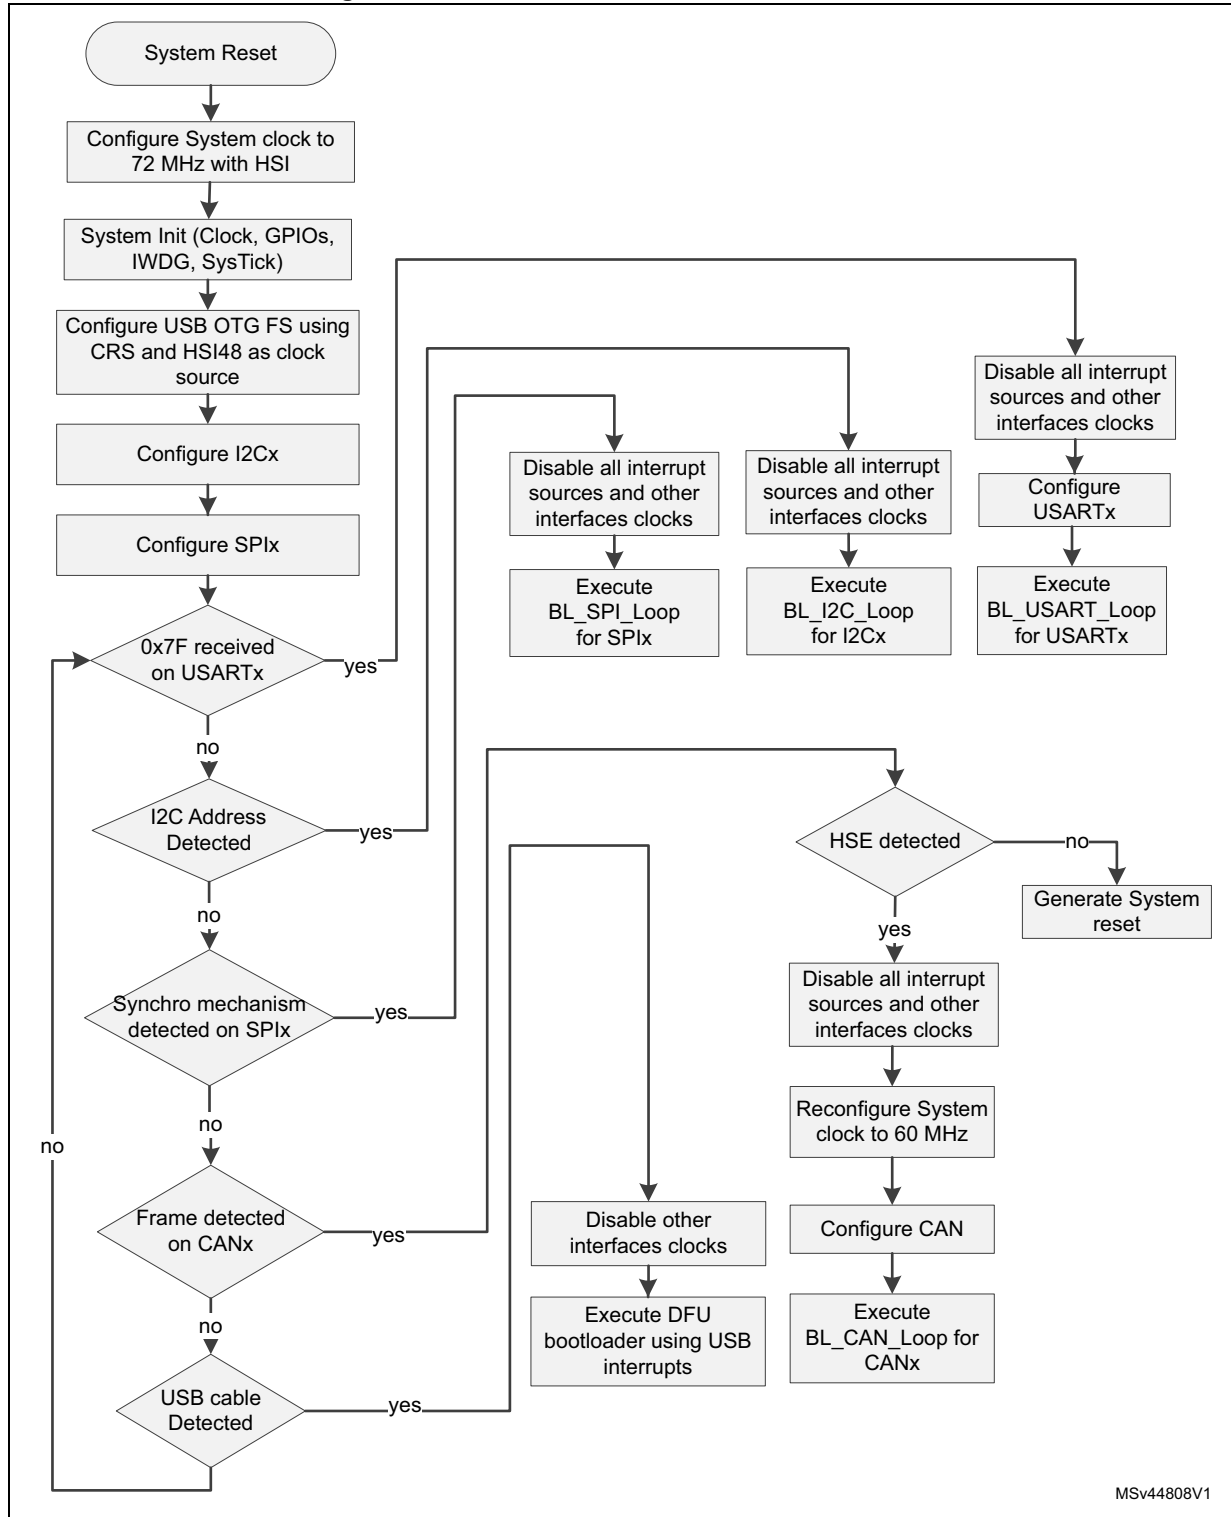 System Reset
Configure System clock to
72 MHz with HSI
System Init (Clock, GPIOs,
IWDG, SysTick)
Configure USB OTG FS using
CRS and HSI48 as clock
source
Configure I2Cx
Configure SPIx
0x7F received
on USARTx
yes
no
I2C Address
Detected
yes
no
Synchro mechanism
detected on SPIx
yes
no
Frame detected
on CANx
yes
no
USB cable
Detected
yes
no
Disable all interrupt
sources and other
interfaces clocks
Execute
BL_SPI_Loop
for SPIx
Disable all interrupt
sources and other
interfaces clocks
Execute
BL_I2C_Loop
for I2Cx
Disable all interrupt
sources and other
interfaces clocks
Configure
USARTx
Execute
BL_USART_Loop
for USARTx
HSE detected
no
Generate System
reset
yes
Disable all interrupt
sources and other
interfaces clocks
Reconfigure System
clock to 60 MHz
Configure CAN
Execute
BL_CAN_Loop for
CANx
Disable other
interfaces clocks
Execute DFU
bootloader using USB
interrupts
MSv44808V1